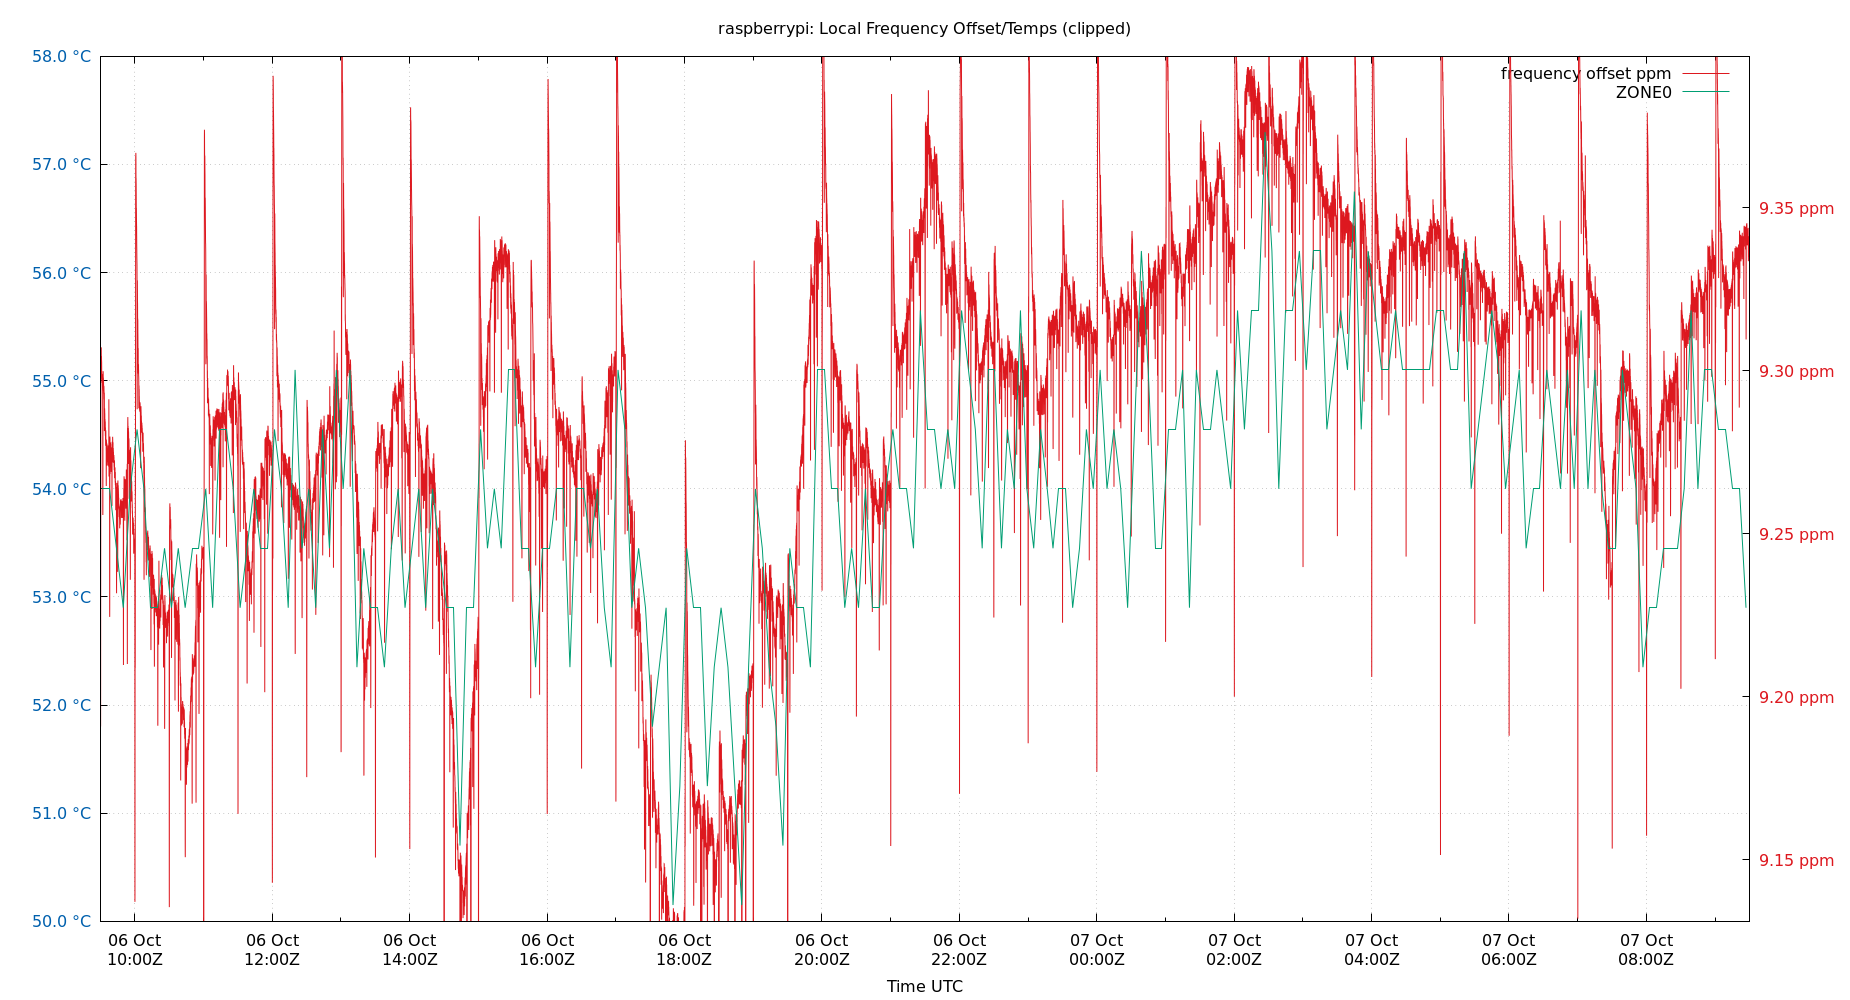 raspberrypi: Local Frequency Offset/Temps (clipped)
58.0 °C
57.0 °C
56.0 °C
55.0 °C
54.0 °C
53.0 °C
52.0 °C
51.0 °C
50.0 °C
frequency offset ppm
ZONE0
9.35 ppm
9.30 ppm
9.25 ppm
9.20 ppm
9.15 ppm
06 Oct 06 Oct 06 Oct 06 Oct 06 Oct 06 Oct 06 Oct 07 Oct 07 Oct 07 Oct 07 Oct 07 Oct
10:00Z 12:00Z 14:00Z 16:00Z 18:00Z 20:00Z 22:00Z 00:00Z 02:00Z 04:00Z 06:00Z 08:00Z
Time UTC